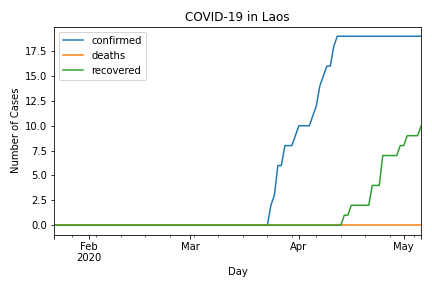 COVID-19 in Laos
confirmed
deaths
recovered
Number of Cases
17.5
15.0
12.5
10.0
7.5
5.0
2.5
0.0
Feb Mar Apr May
2020
Day